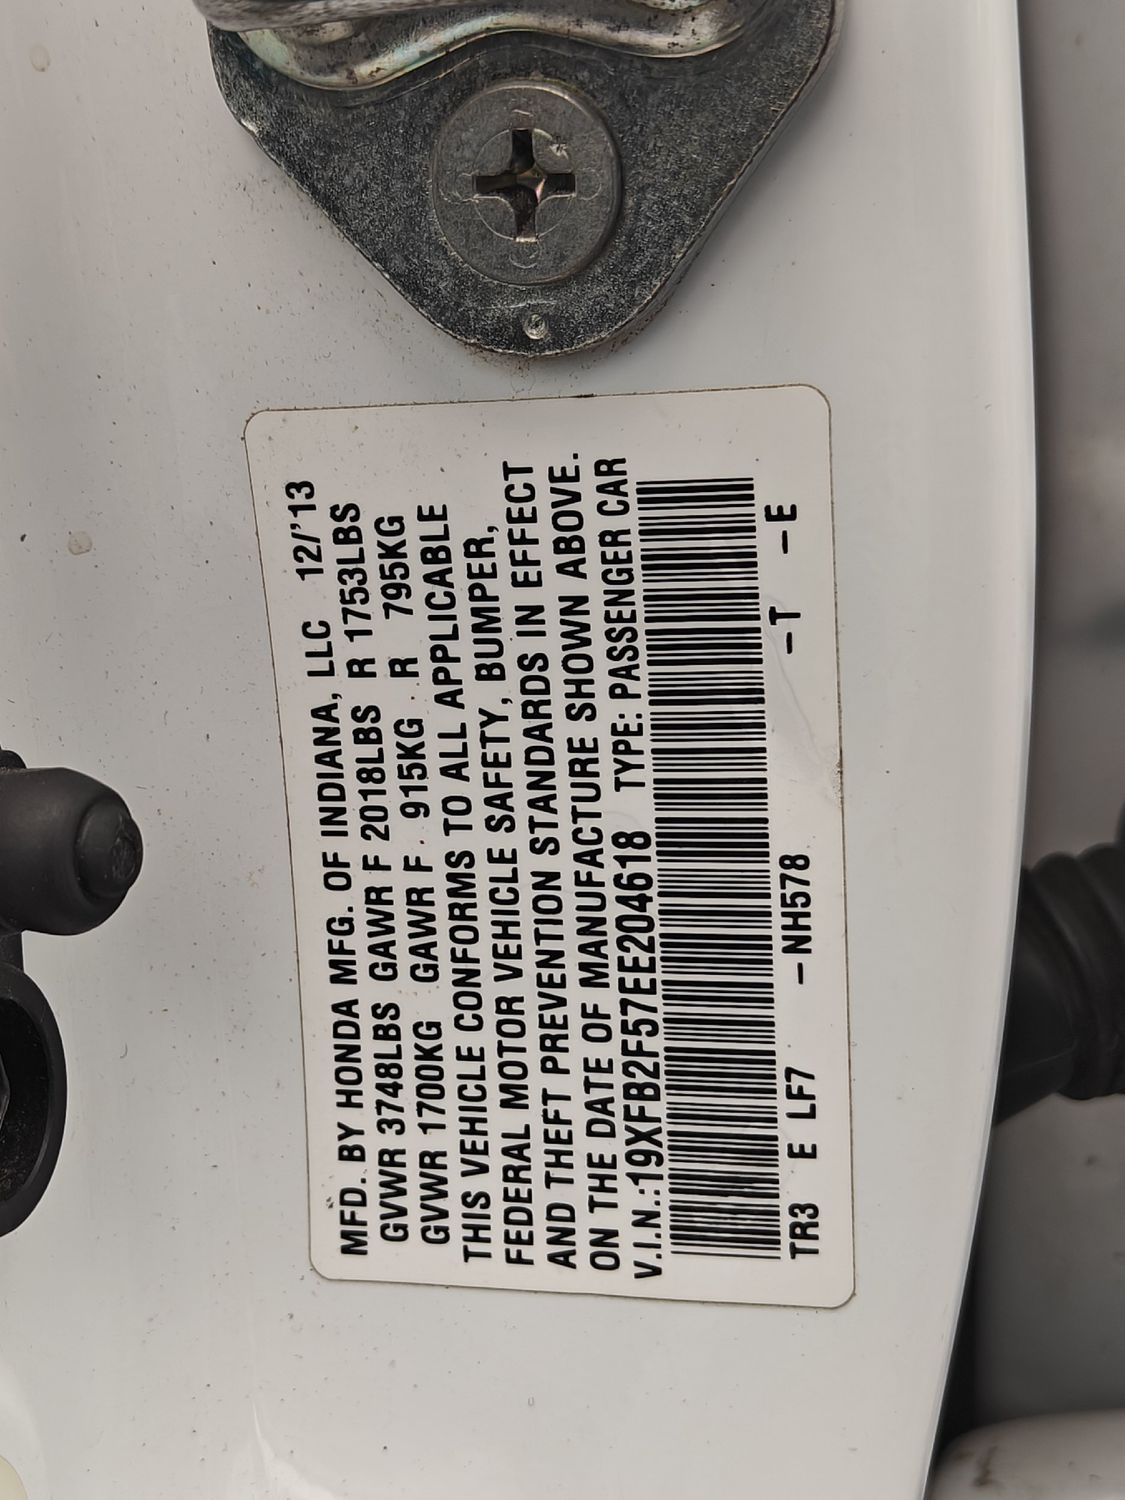 MFD. BY HONDA MFG. OF INDIANA, LLC 12/'13
GVWR 3748LBS GAWR F 2018LBS R 1753LBS
GVWR 1700KG GAWR F 915KG R 795KG
THIS VEHICLE CONFORMS TO ALL APPLICABLE
FEDERAL MOTOR VEHICLE SAFETY, BUMPER,
AND THEFT PREVENTION STANDARDS IN EFFECT
ON THE DATE OF MANUFACTURE SHOWN ABOVE.
V.I.N.:19XFB2F57EE204618 TYPE: PASSENGER CAR
TR3 E LF7 –NH578 –T –E